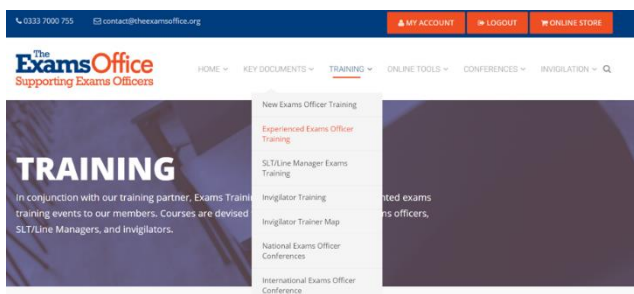 0333 7000 755 contact@theexamsoffice.org MY ACCOUNT LOGOUT ONLINE STORE
The
ExamsOffice
Supporting Exams Officers
HOME KEY DOCUMENTS TRAINING ONLINE TOOLS CONFERENCES INVIGILATION
New Exams Officer Training
Experienced Exams Officer
Training
SLT/Line Manager Exams
Training
Invigilator Training
Invigilator Trainer Map
National Exams Officer
Conferences
International Exams Officer
Conference
TRAINING
In conjunction with our training partner, Exams Traini nted exams
training events to our members. Courses are devised ns officers,
SLT/Line Managers, and invigilators.